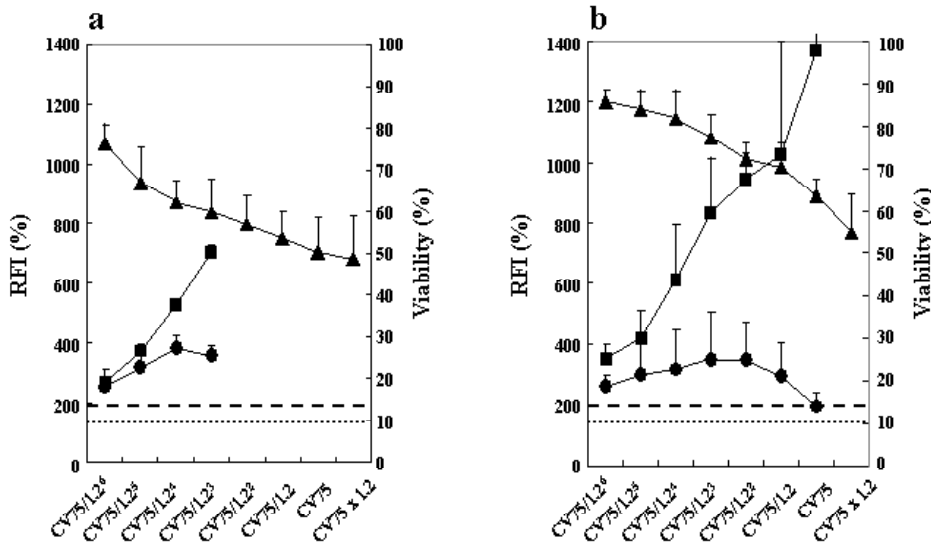 a
1400
1200
1000
800
600
400
200
0
RFI (%)
100
90
80
70
60
50
40
30
20
10
0
Viability (%)
CV75/1.2⁶
CV75/1.2⁵
CV75/1.2⁴
CV75/1.2³
CV75/1.2²
CV75/1.2
CV75
CV75 x 1.2
b
1400
1200
1000
800
600
400
200
0
RFI (%)
100
90
80
70
60
50
40
30
20
10
0
Viability (%)
CV75/1.2⁶
CV75/1.2⁵
CV75/1.2⁴
CV75/1.2³
CV75/1.2²
CV75/1.2
CV75
CV75 x 1.2